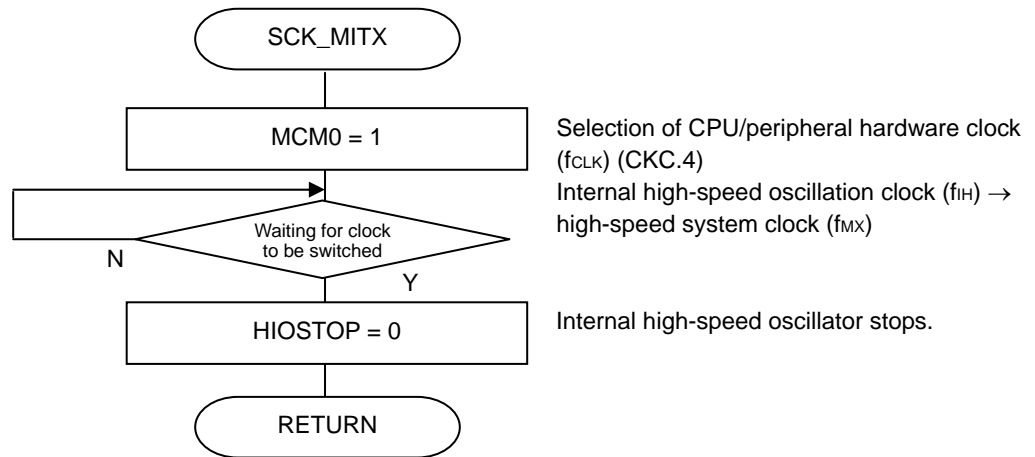 SCK_MITX
MCM0 = 1
Selection of CPU/peripheral hardware clock
(fCLK) (CKC.4)
Internal high-speed oscillation clock (fIH) →
high-speed system clock (fMX)
Waiting for clock
to be switched
N
Y
HIOSTOP = 0
Internal high-speed oscillator stops.
RETURN